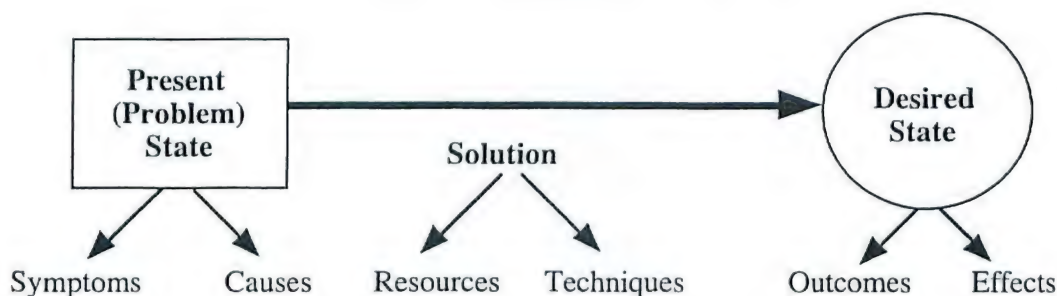 Present
(Problem)
State
Solution
Desired
State
Symptoms
Causes
Resources
Techniques
Outcomes
Effects